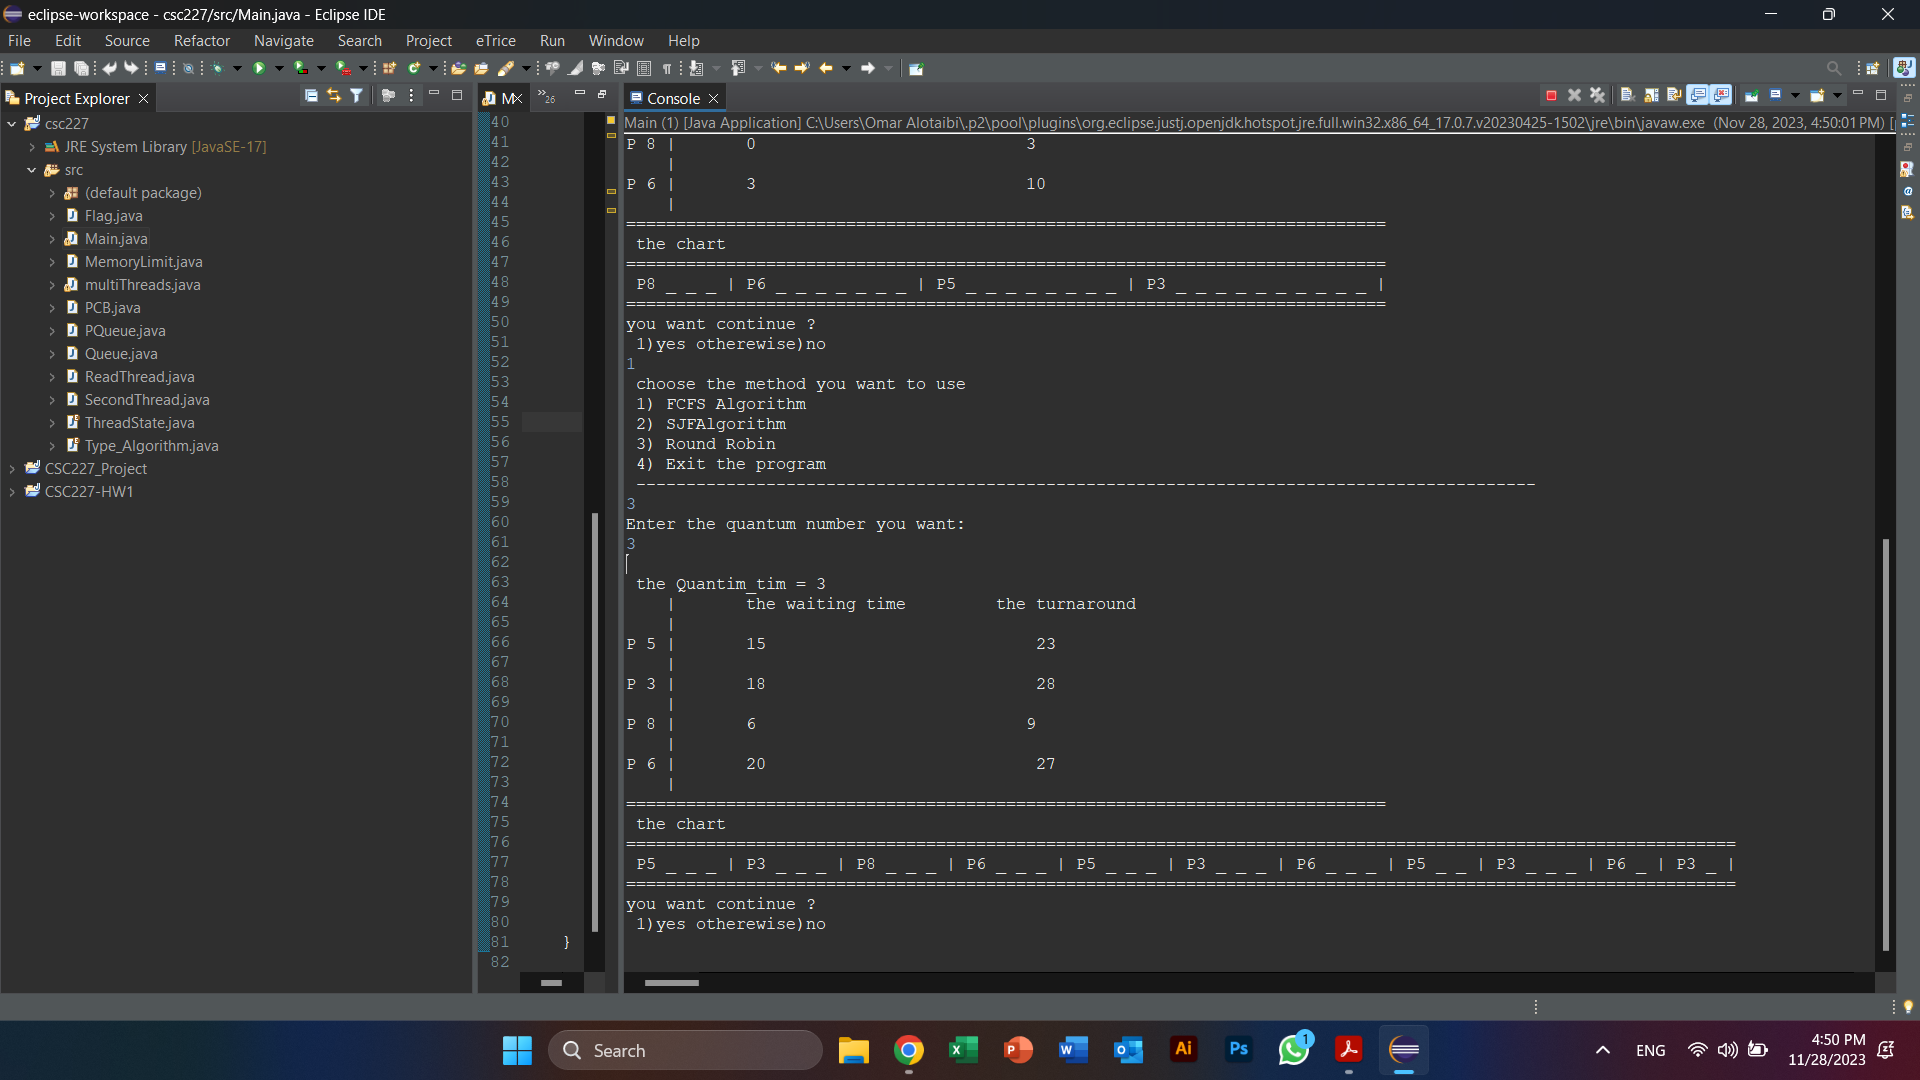 eclipse-workspace - csc227/src/Main.java - Eclipse IDE
File Edit Source Refactor Navigate Search Project eTrice Run Window Help
Project Explorer
csc227
JRE System Library [JavaSE-17]
src
(default package)
Flag.java
Main.java
MemoryLimit.java
multiThreads.java
PCB.java
PQueue.java
Queue.java
ReadThread.java
SecondThread.java
ThreadState.java
Type_Algorithm.java
CSC227_Project
CSC227-HW1
M
»26
40
41
42
43
44
45
46
47
48
49
50
51
52
53
54
55
56
57
58
59
60
61
62
63
64
65
66
67
68
69
70
71
72
73
74
75
76
77
78
79
80
81 }
82
Console
Main (1) [Java Application] C:\Users\Omar Alotaibi\.p2\pool\plugins\org.eclipse.justj.openjdk.hotspot.jre.full.win32.x86_64_17.0.7.v20230425-1502\jre\bin\javaw.exe (Nov 28, 2023, 4:50:01 PM) [
P 8 | 0 3
|
P 6 | 3 10
|
============================================================================
the chart
============================================================================
P8 _ _ _ | P6 _ _ _ _ _ _ _ | P5 _ _ _ _ _ _ _ _ | P3 _ _ _ _ _ _ _ _ _ _ |
============================================================================
you want continue ?
1)yes otherewise)no
1
choose the method you want to use
1) FCFS Algorithm
2) SJFAlgorithm
3) Round Robin
4) Exit the program
------------------------------------------------------------------------------------------
3
Enter the quantum number you want:
3
the Quantim_tim = 3
| the waiting time the turnaround
|
P 5 | 15 23
|
P 3 | 18 28
|
P 8 | 6 9
|
P 6 | 20 27
|
============================================================================
the chart
===============================================================================================================
P5 _ _ _ | P3 _ _ _ | P8 _ _ _ | P6 _ _ _ | P5 _ _ _ | P3 _ _ _ | P6 _ _ _ | P5 _ _ | P3 _ _ _ | P6 _ | P3 _ |
===============================================================================================================
you want continue ?
1)yes otherewise)no
Search
Ai
Ps
1
ENG
4:50 PM
11/28/2023